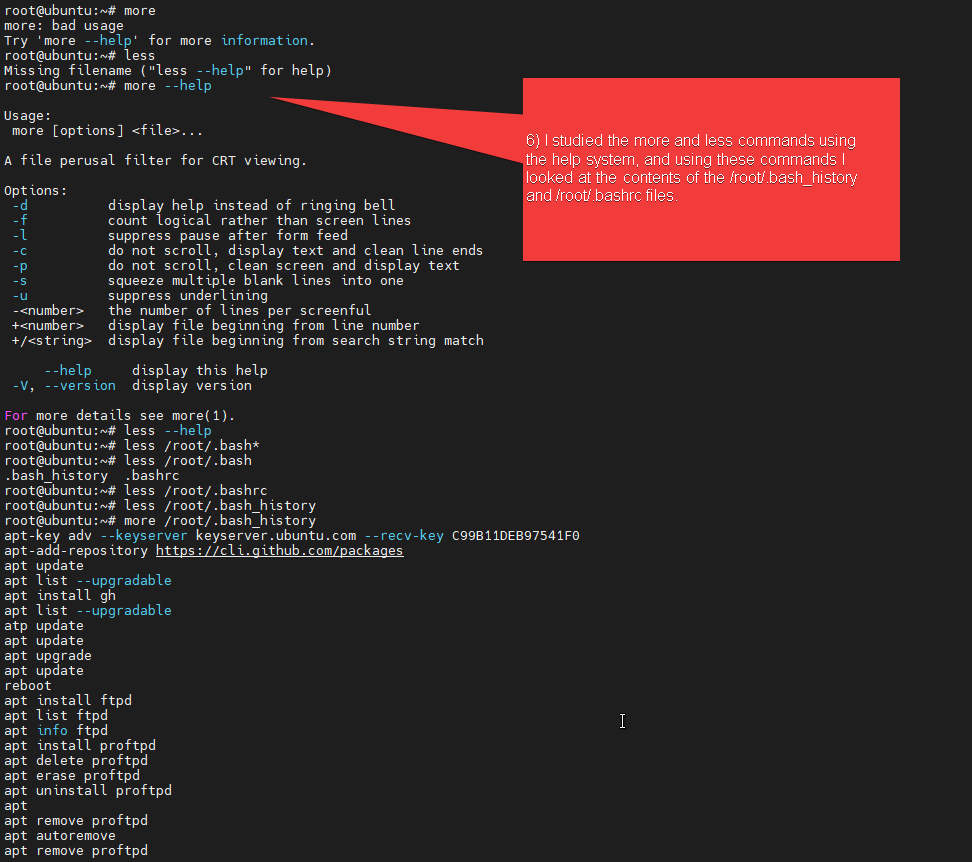 root@ubuntu:~# more
more: bad usage
Try 'more --help' for more information.
root@ubuntu:~# less
Missing filename ("less --help" for help)
root@ubuntu:~# more --help
Usage:
more [options] <file>...
A file perusal filter for CRT viewing.
Options:
-d display help instead of ringing bell
-f count logical rather than screen lines
-l suppress pause after form feed
-c do not scroll, display text and clean line ends
-p do not scroll, clean screen and display text
-s squeeze multiple blank lines into one
-u suppress underlining
-<number> the number of lines per screenful
+<number> display file beginning from line number
+/<string> display file beginning from search string match
--help display this help
-V, --version display version
For more details see more(1).
root@ubuntu:~# less --help
root@ubuntu:~# less /root/.bash*
root@ubuntu:~# less /root/.bash
.bash_history .bashrc
root@ubuntu:~# less /root/.bashrc
root@ubuntu:~# less /root/.bash_history
root@ubuntu:~# more /root/.bash_history
apt-key adv --keyserver keyserver.ubuntu.com --recv-key C99B11DEB97541F0
apt-add-repository https://cli.github.com/packages
apt update
apt list --upgradable
apt install gh
apt list --upgradable
atp update
apt update
apt upgrade
apt update
reboot
apt install ftpd
apt list ftpd
apt info ftpd
apt install proftpd
apt delete proftpd
apt erase proftpd
apt uninstall proftpd
apt
apt remove proftpd
apt autoremove
apt remove proftpd
6) I studied the more and less commands using
the help system, and using these commands I
looked at the contents of the /root/.bash_history
and /root/.bashrc files.